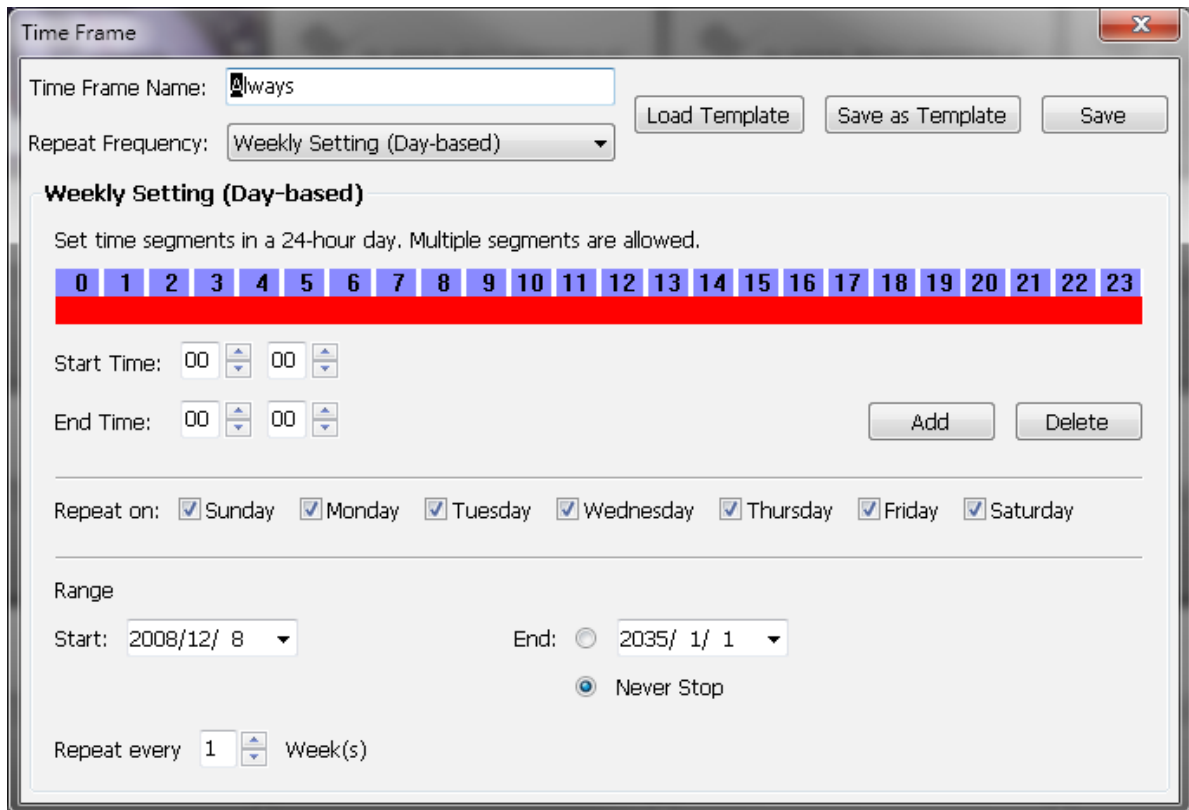 Time Frame
Time Frame Name: Always
Load Template Save as Template Save
Repeat Frequency: Weekly Setting (Day-based)
Weekly Setting (Day-based)
Set time segments in a 24-hour day. Multiple segments are allowed.
0 1 2 3 4 5 6 7 8 9 10 11 12 13 14 15 16 17 18 19 20 21 22 23
Start Time: 00 00
End Time: 00 00 Add Delete
Repeat on: Sunday Monday Tuesday Wednesday Thursday Friday Saturday
Range
Start: 2008/12/ 8 End: 2035/ 1/ 1
Never Stop
Repeat every 1 Week(s)